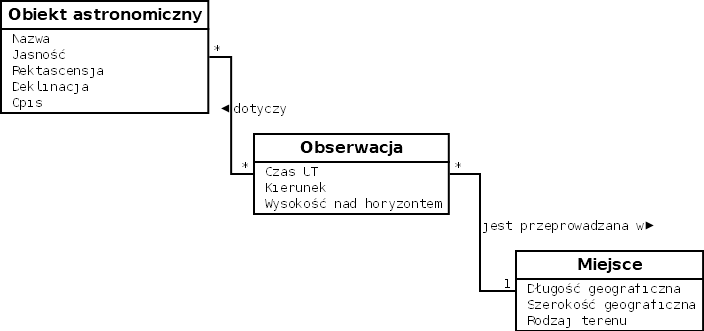 Obiekt astronomiczny
Nazwa
Jasność
Rektascensja
Deklinacja
Opis
*
◄dotyczy
*
Obserwacja
Czas UT
Kierunek
Wysokość nad horyzontem
*
jest przeprowadzana w►
1
Miejsce
Długość geograficzna
Szerokość geograficzna
Rodzaj terenu